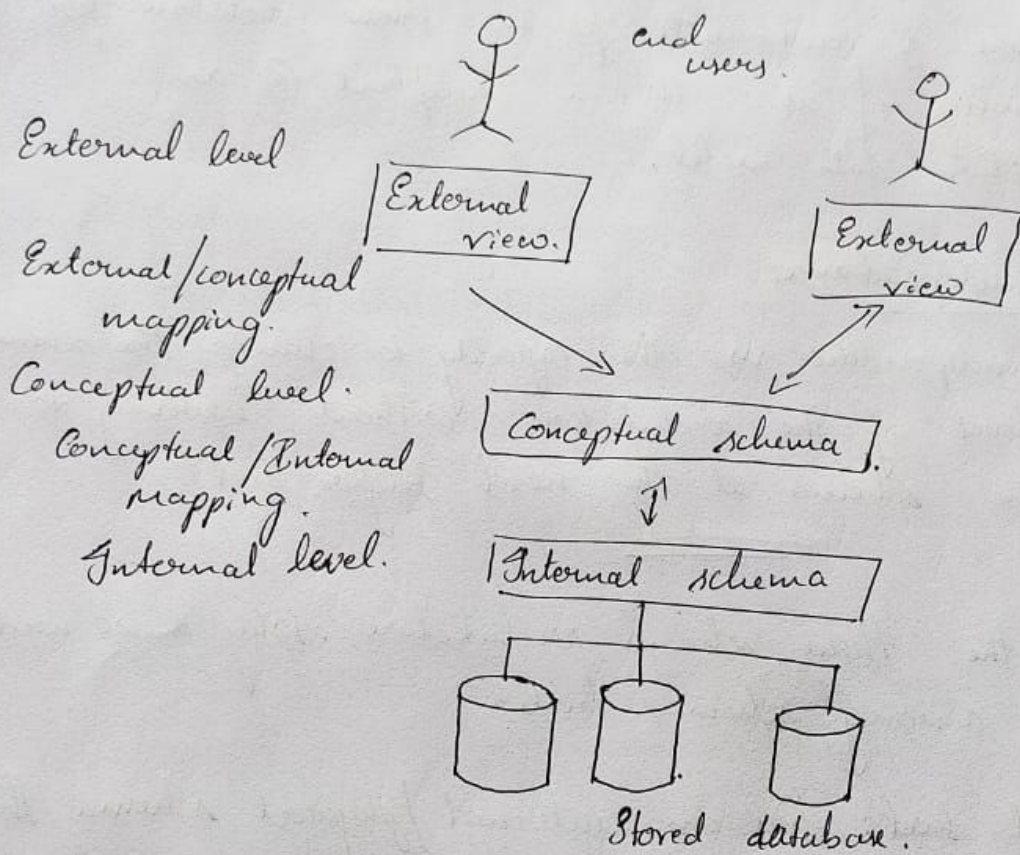 end
users.
External level
External
view.
External
view
External/conceptual
mapping.
Conceptual level.
Conceptual schema
Conceptual/Internal
mapping.
Internal level.
Internal schema
Stored database.